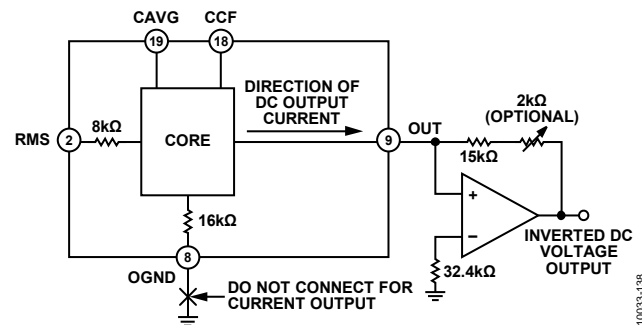 CAVG CCF
19 18
DIRECTION OF
DC OUTPUT
CURRENT
2kΩ
(OPTIONAL)
RMS 2 8kΩ CORE 9 OUT
15kΩ
16kΩ
+
–
8
OGND
32.4kΩ
INVERTED DC
VOLTAGE
OUTPUT
DO NOT CONNECT FOR
CURRENT OUTPUT
10033-138